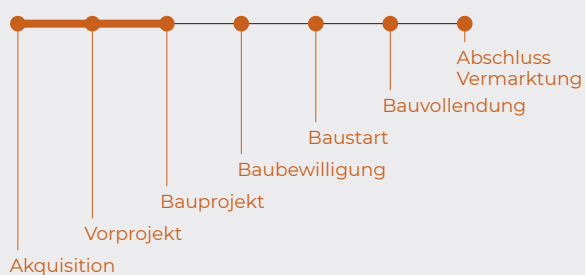 Abschluss
Vermarktung
Bauvollendung
Baustart
Baubewilligung
Bauprojekt
Vorprojekt
Akquisition